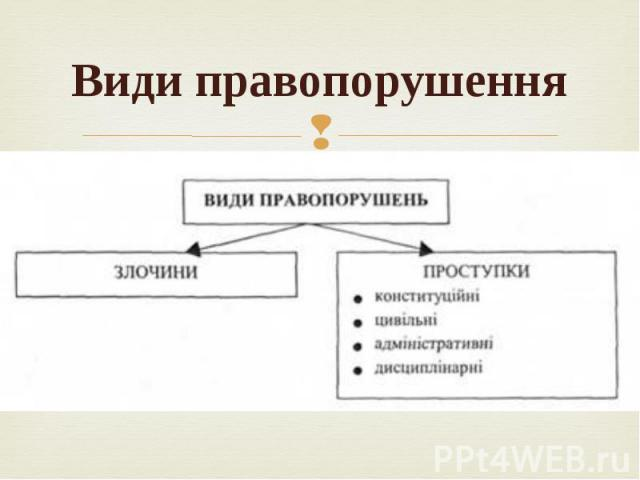 Види правопорушення
ВИДИ ПРАВОПОРУШЕНЬ
ЗЛОЧИНИ
ПРОСТУПКИ
• конституційні
• цивільні
• адміністративні
• дисциплінарні
PPt4WEB.ru